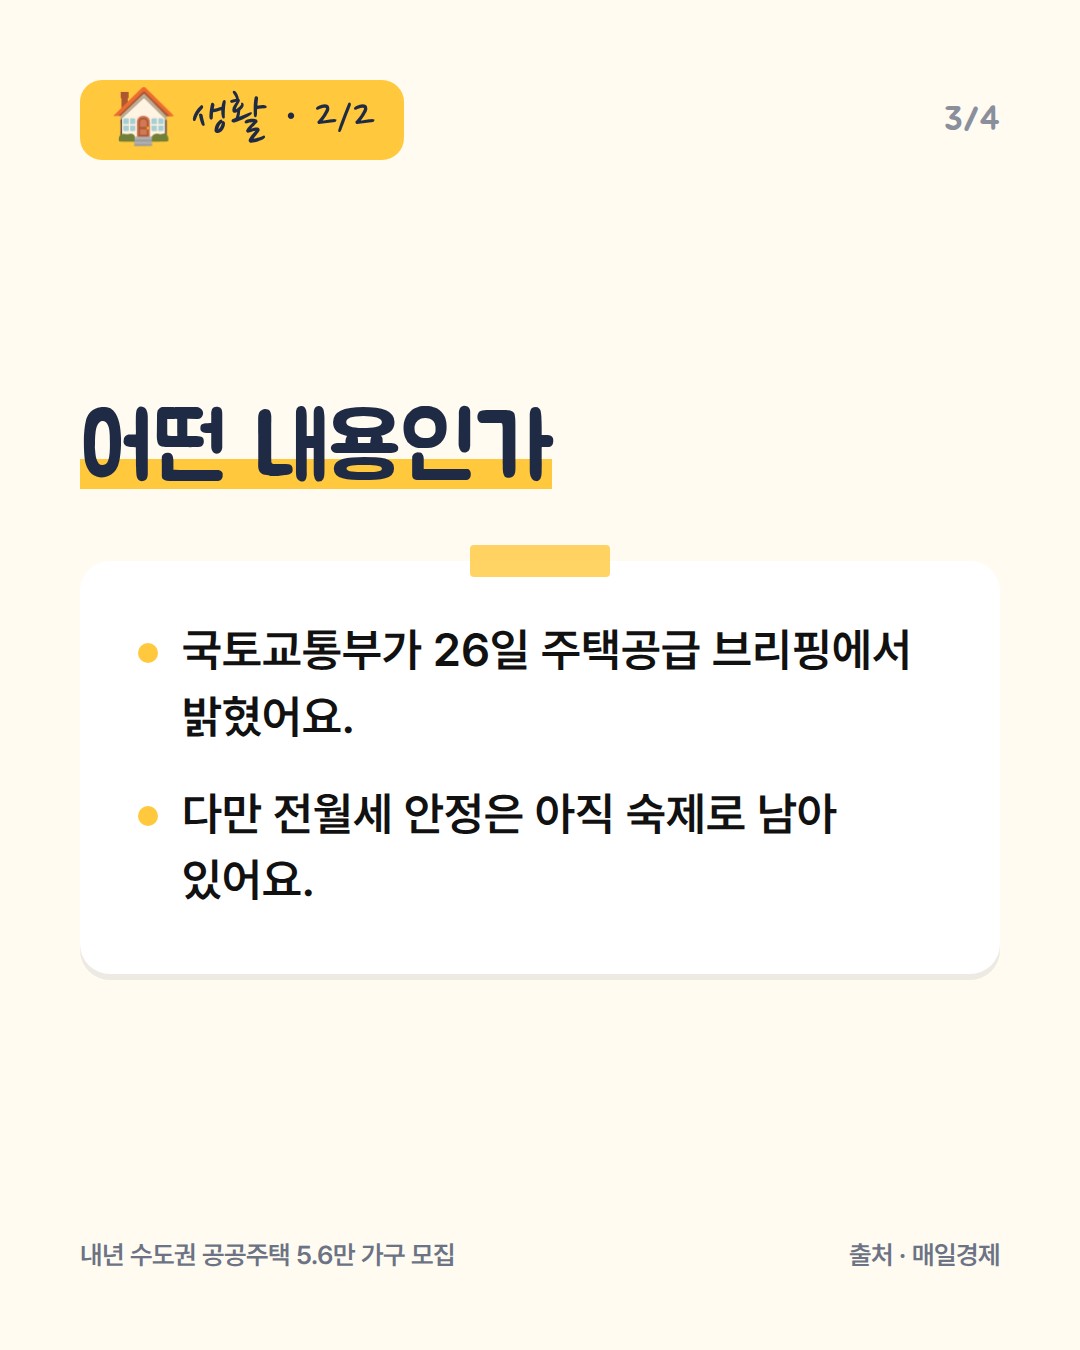 생활 · 2/2
3/4
어떤 내용인가
국토교통부가 26일 주택공급 브리핑에서
밝혔어요.
다만 전월세 안정은 아직 숙제로 남아
있어요.
내년 수도권 공공주택 5.6만 가구 모집
출처 · 매일경제